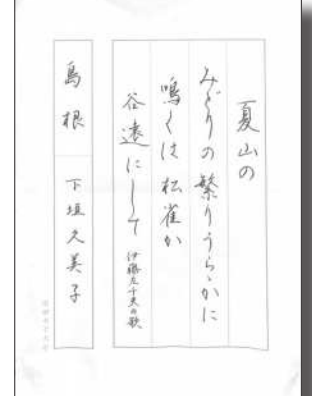 夏山の
みどりの繁りうらゝかに
鳴くは松雀か
谷遠にして 伊藤左千夫の歌
島根 下垣久美子